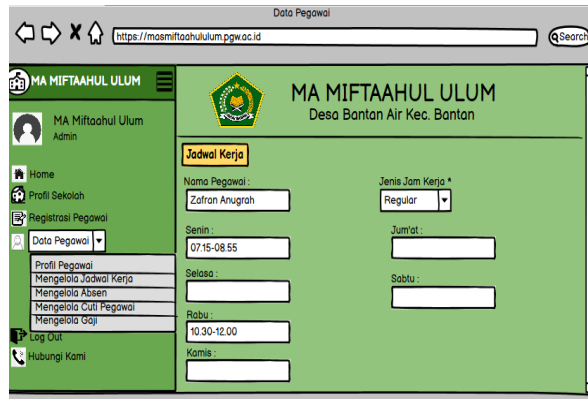 Data Pegawai
https://masmiftaahululum.pgw.ac.id
Search
MA MIFTAAHUL ULUM
MA Miftaahul Ulum
Admin
Home
Profil Sekolah
Registrasi Pegawai
Data Pegawai
Profil Pegawai
Mengelola Jadwal Kerja
Mengelola Absen
Mengelola Cuti Pegawai
Mengelola Gaji
Log Out
Hubungi Kami
MA MIFTAAHUL ULUM
Desa Bantan Air Kec. Bantan
Jadwal Kerja
Nama Pegawai :
Zafran Anugrah
Jenis Jam Kerja *
Regular
Senin :
07.15-08.55
Jum'at :
Selasa :
Sabtu :
Rabu :
10.30-12.00
Kamis :